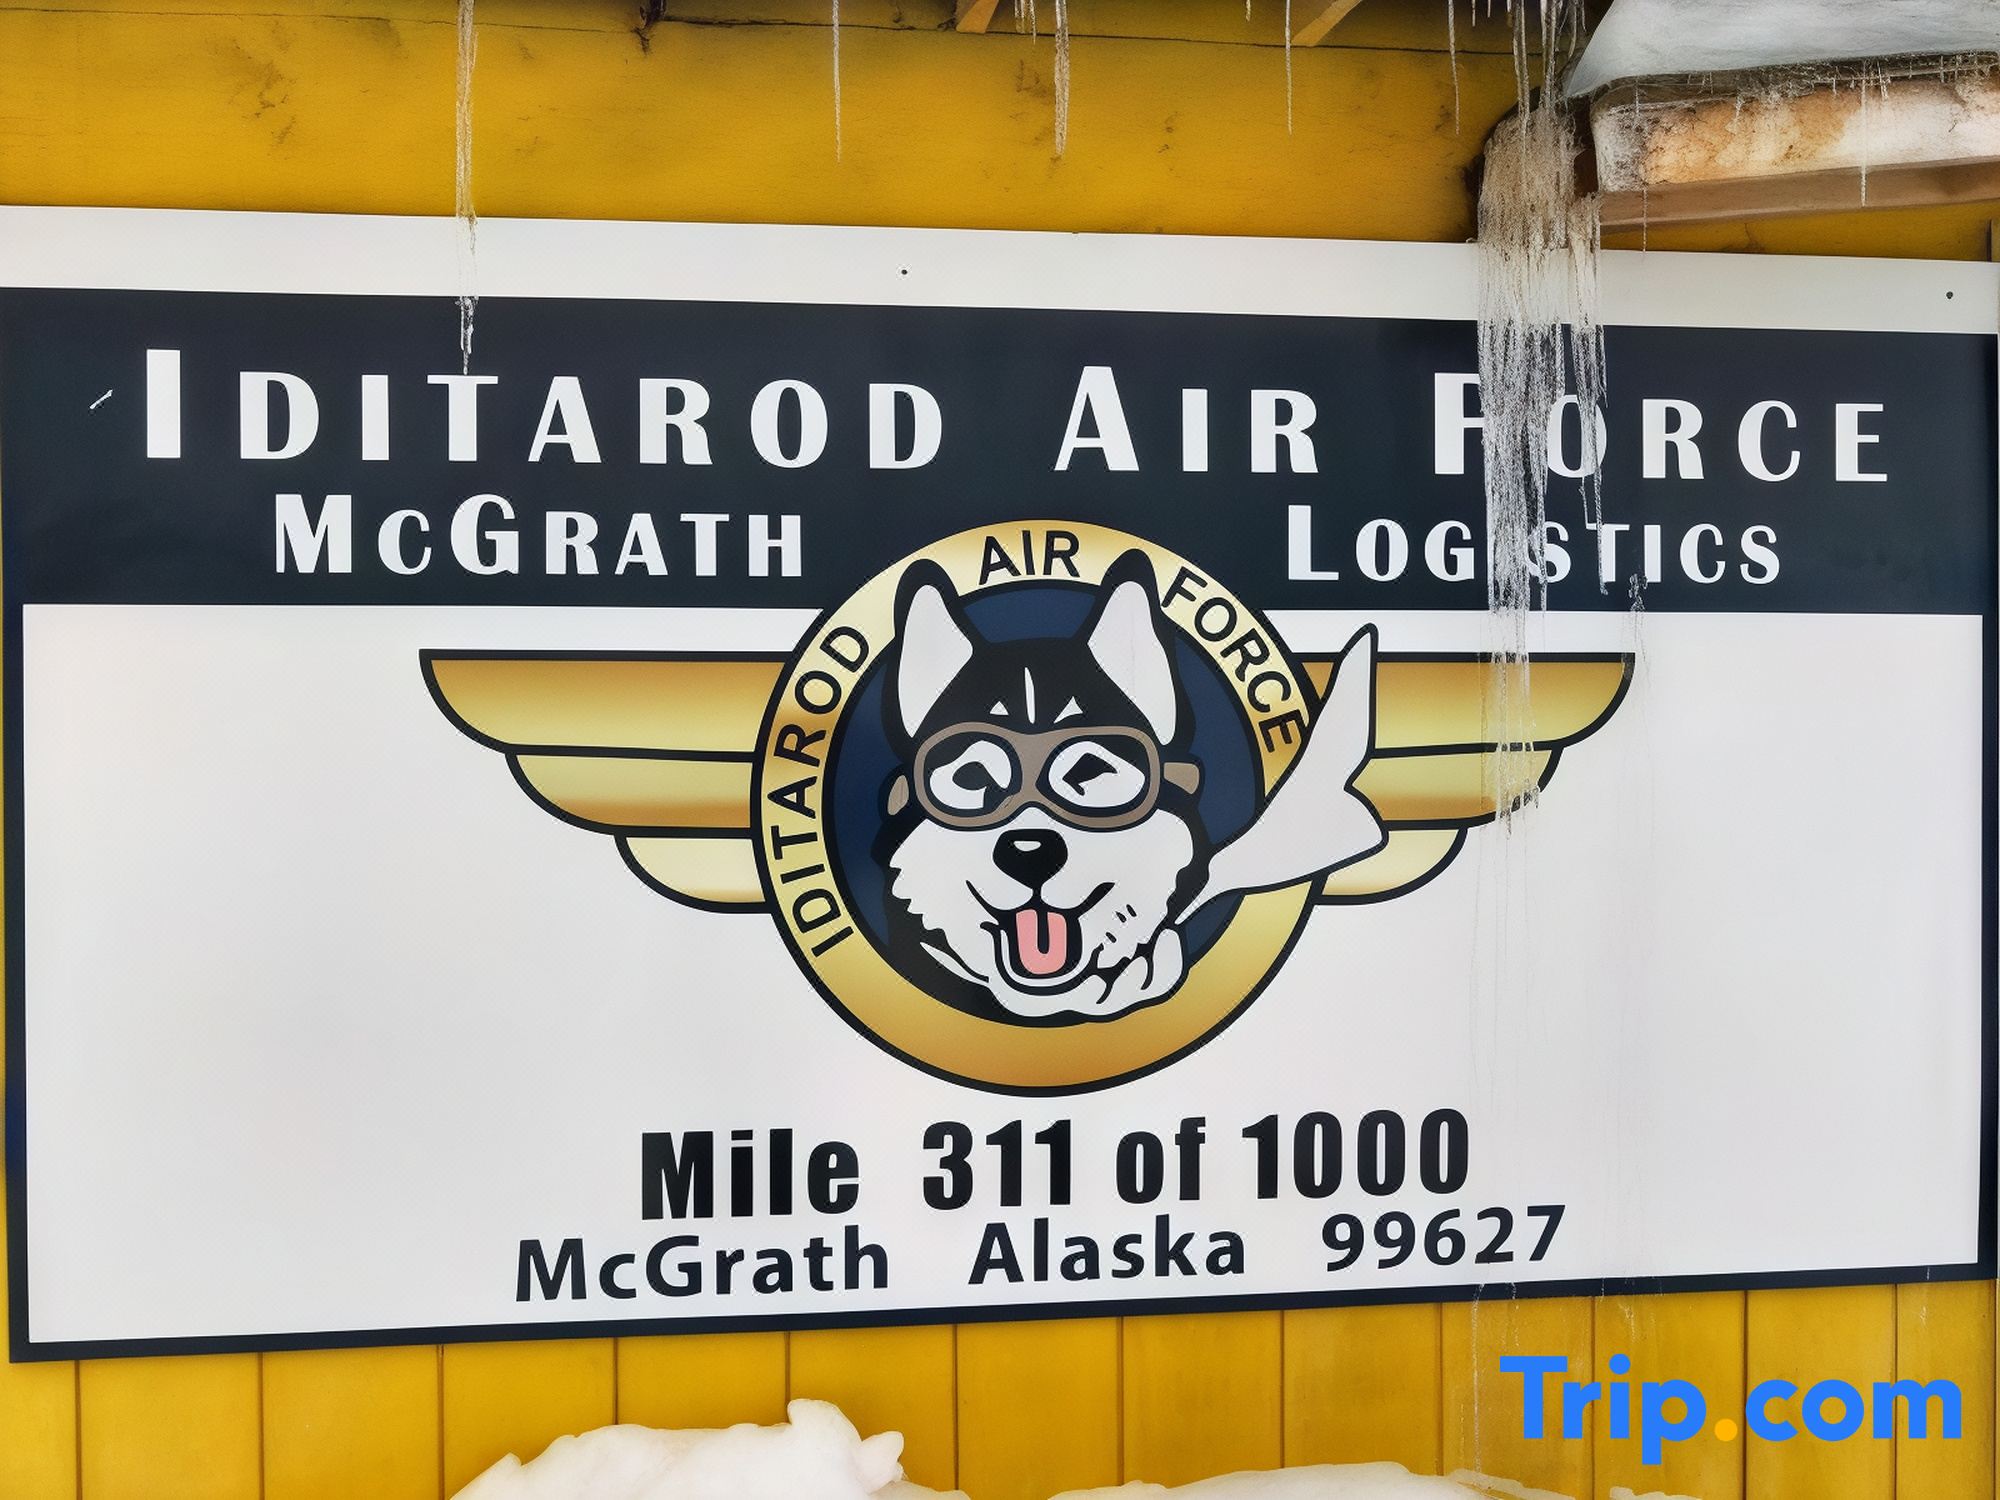 IDITAROD AIR FORCE
MCGRATH LOGISTICS
IDITAROD AIR FORCE
Mile 311 of 1000
McGrath Alaska 99627
Trip.com